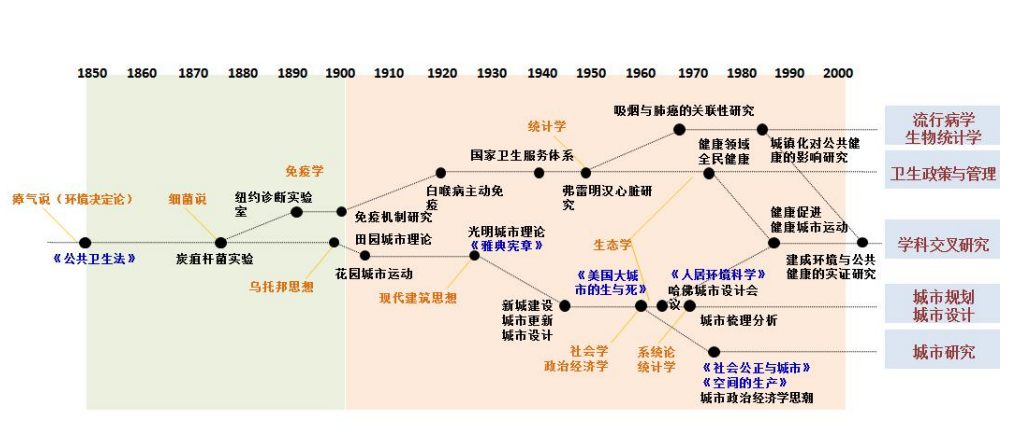 1850 1860 1870 1880 1890 1900 1910 1920 1930 1940 1950 1960 1970 1980 1990 2000
吸烟与肺癌的关联性研究
流行病学
生物统计学
统计学
健康领域
全民健康
城镇化对公共健
康的影响研究
国家卫生服务体系
免疫学
卫生政策与管理
瘴气说（环境决定论）
细菌说
纽约诊断实验
室
白喉病主动免
疫
弗雷明汉心脏研
究
免疫机制研究
健康促进
健康城市运动
田园城市理论
光明城市理论
《雅典宪章》
生态学
学科交叉研究
《公共卫生法》
炭疽杆菌实验
花园城市运动
建成环境与公共
健康的实证研究
乌托邦思想
现代建筑思想
《美国大城
市的生与死》
《人居环境科学》
哈佛城市设计会
议
新城建设
城市更新
城市设计
城市梳理分析
城市规划
城市设计
社会学
政治经济学
系统论
统计学
城市研究
《社会公正与城市》
《空间的生产》
城市政治经济学思潮